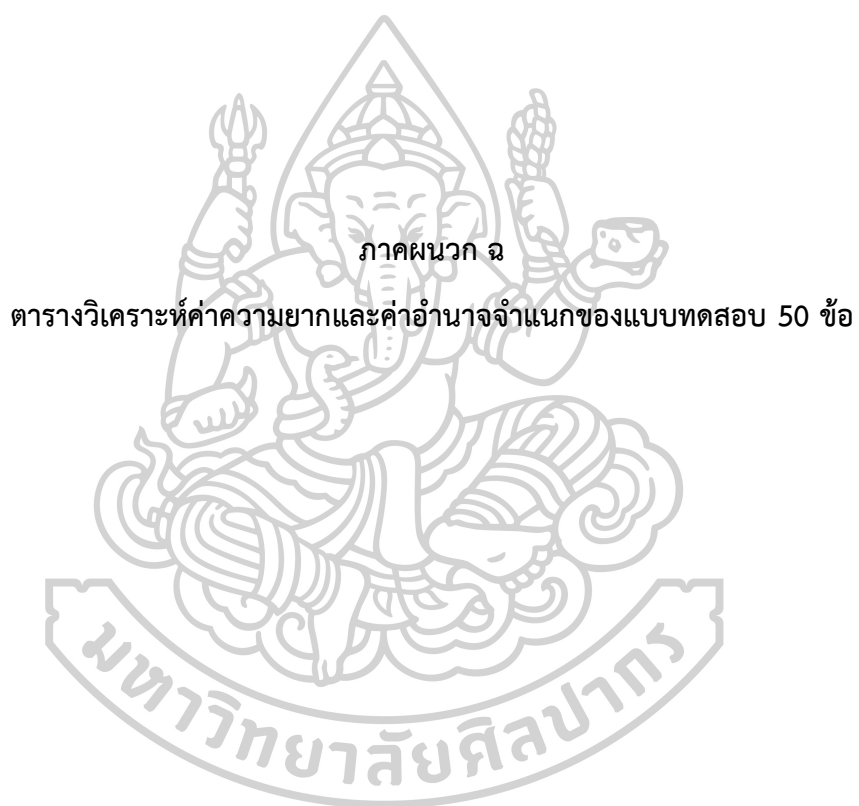 ภาคผนวก ฉ
ตารางวิเคราะห์ค่าความยากและค่าอำนาจจำแนกของแบบทดสอบ 50 ข้อ
มหาวิทยาลัยศิลปากร